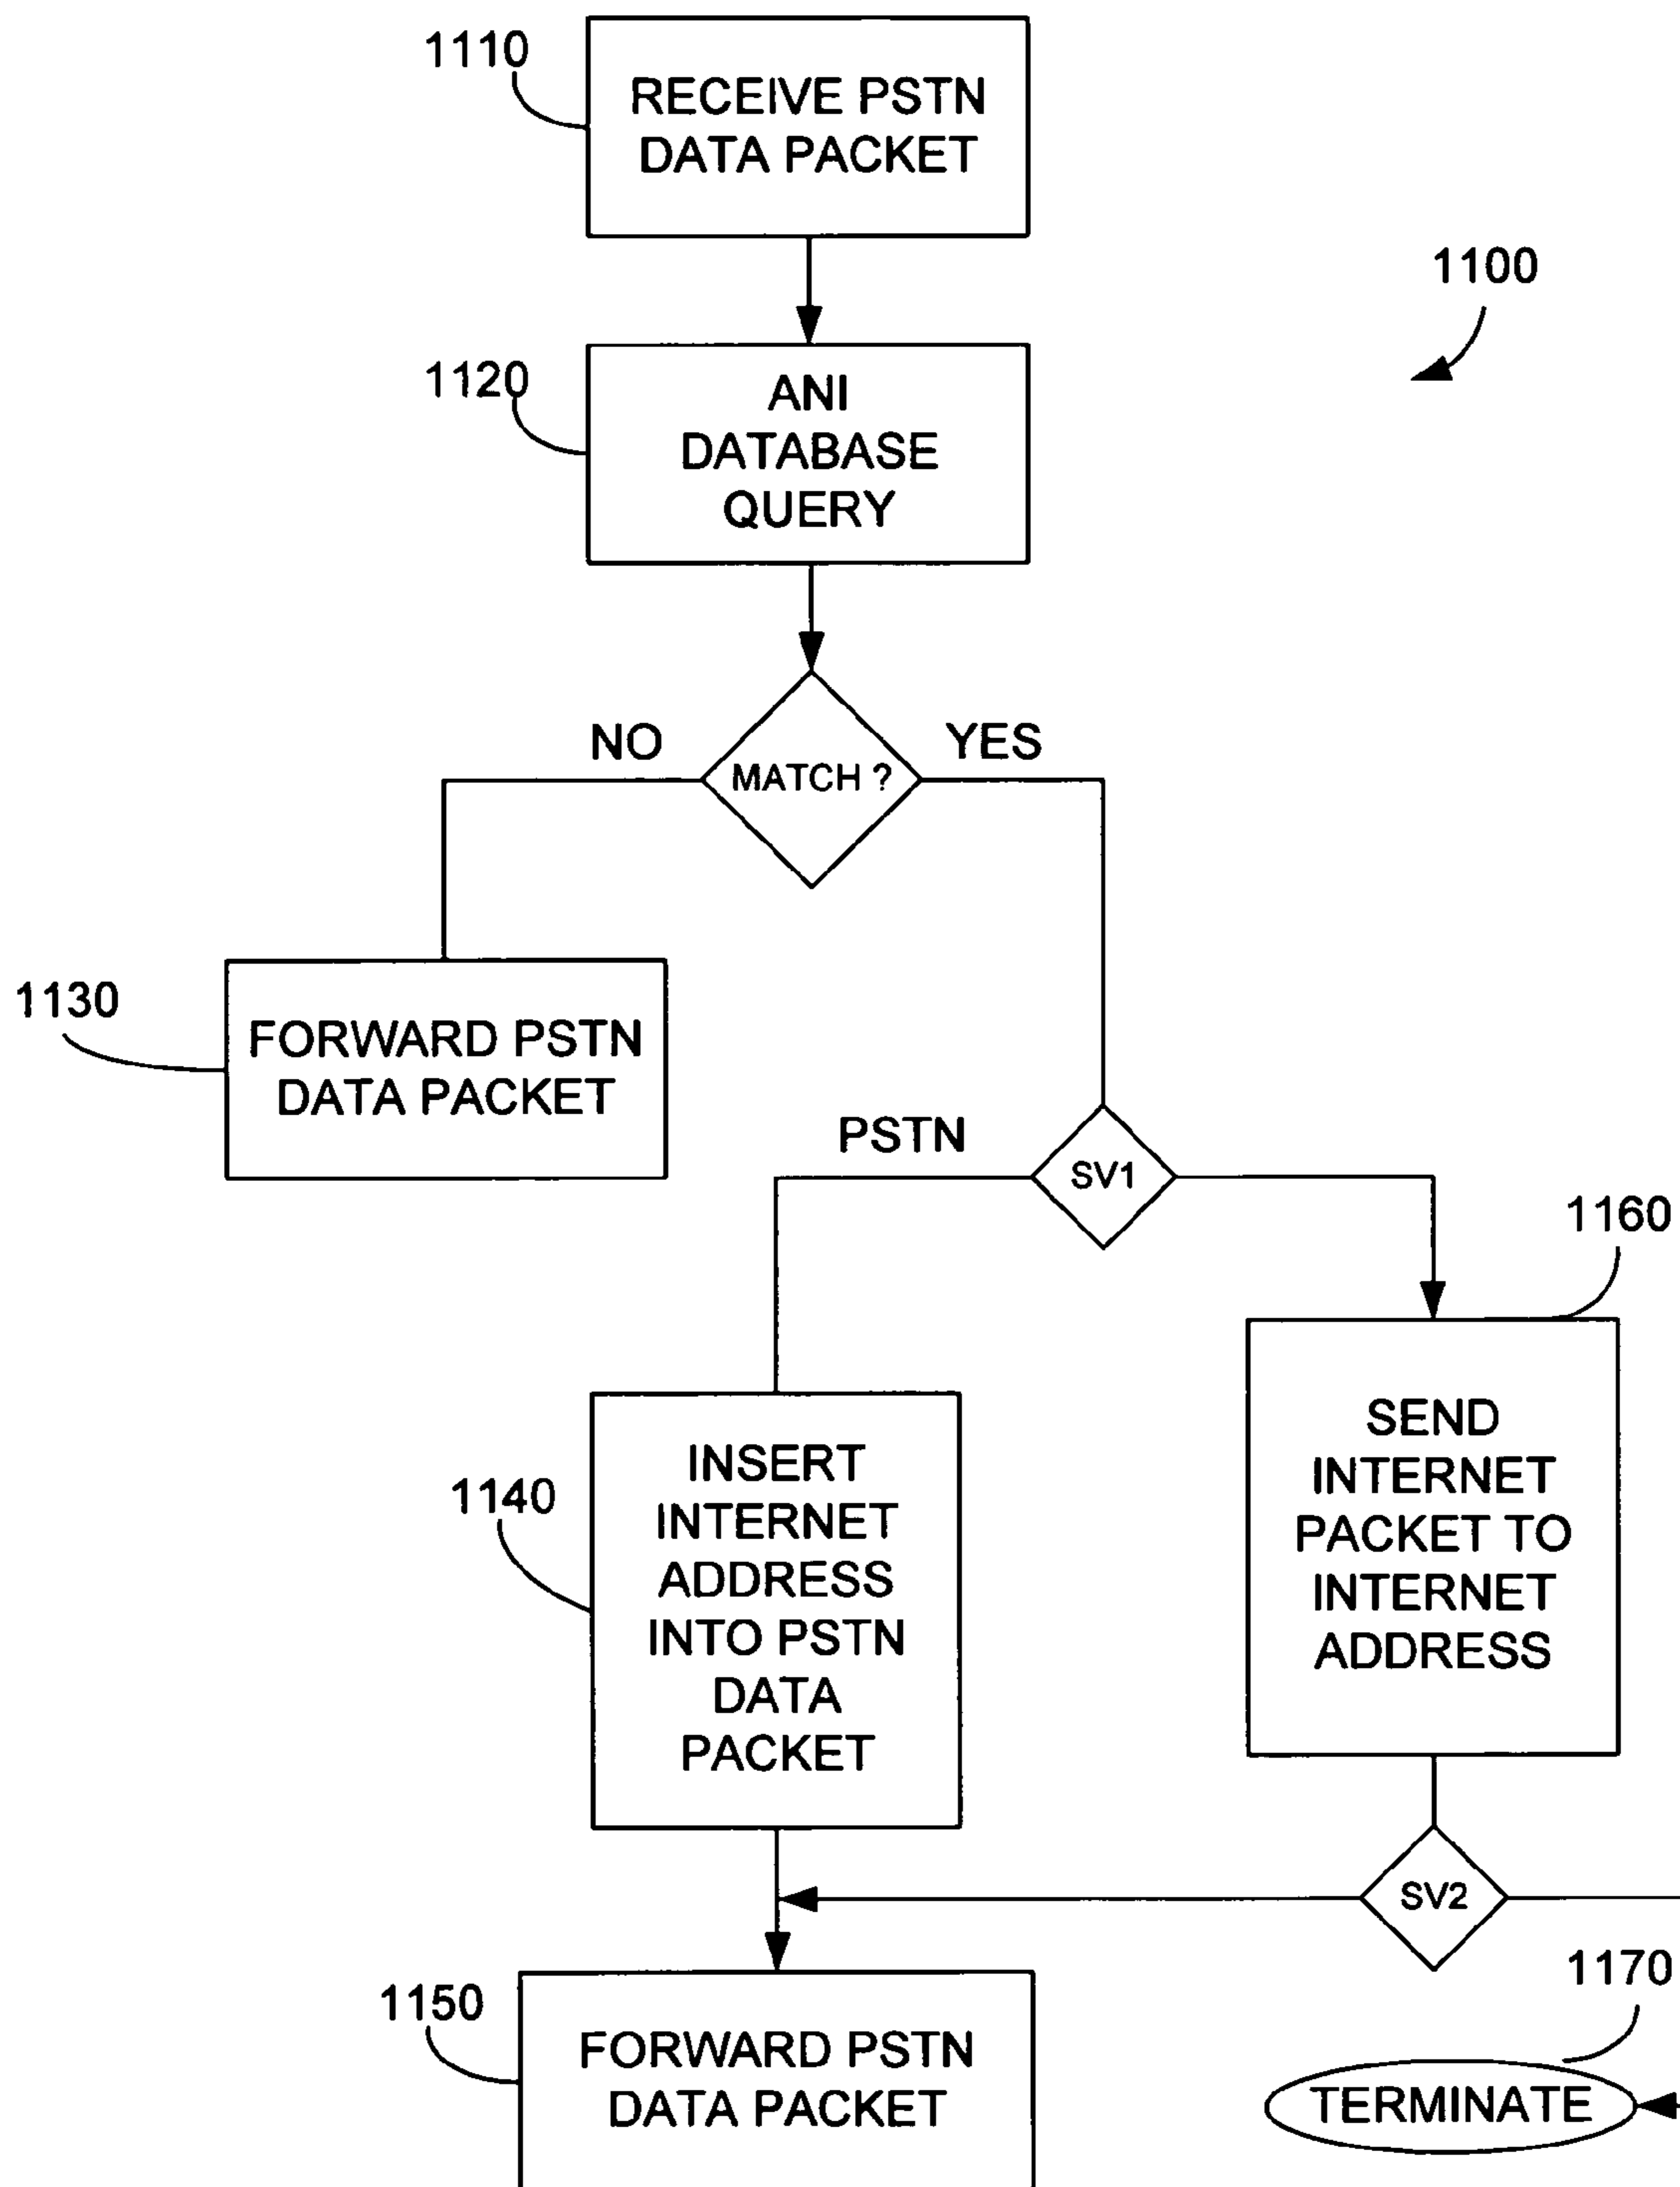 1110
RECEIVE PSTN
DATA PACKET
1100
1120
ANI
DATABASE
QUERY
NO
YES
MATCH ?
1130
FORWARD PSTN
DATA PACKET
PSTN
SV1
1160
SEND
INTERNET
PACKET TO
INTERNET
ADDRESS
1140
INSERT
INTERNET
ADDRESS
INTO PSTN
DATA
PACKET
SV2
1170
1150
FORWARD PSTN
DATA PACKET
TERMINATE